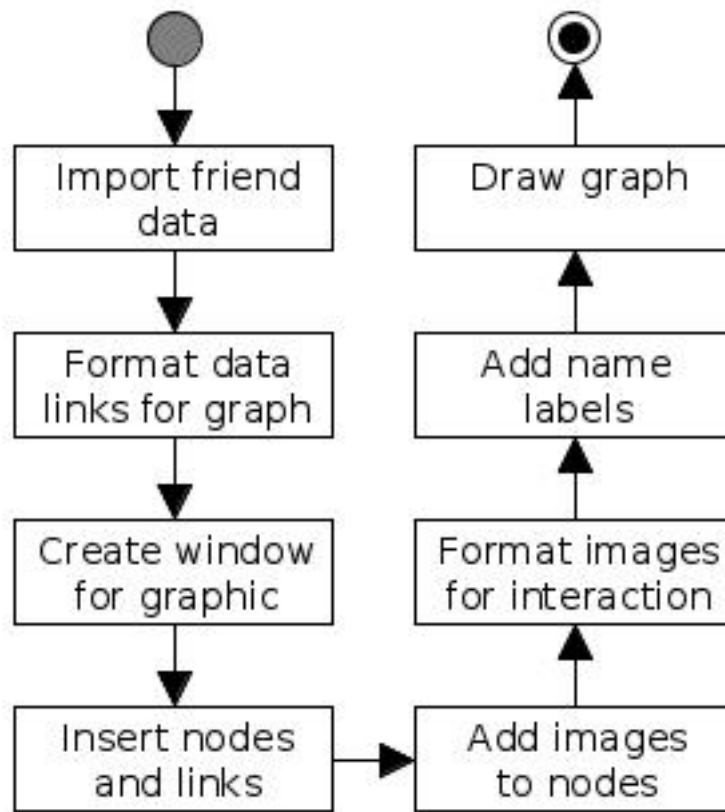 Import friend
data
Format data
links for graph
Create window
for graphic
Insert nodes
and links
Add images
to nodes
Format images
for interaction
Add name
labels
Draw graph